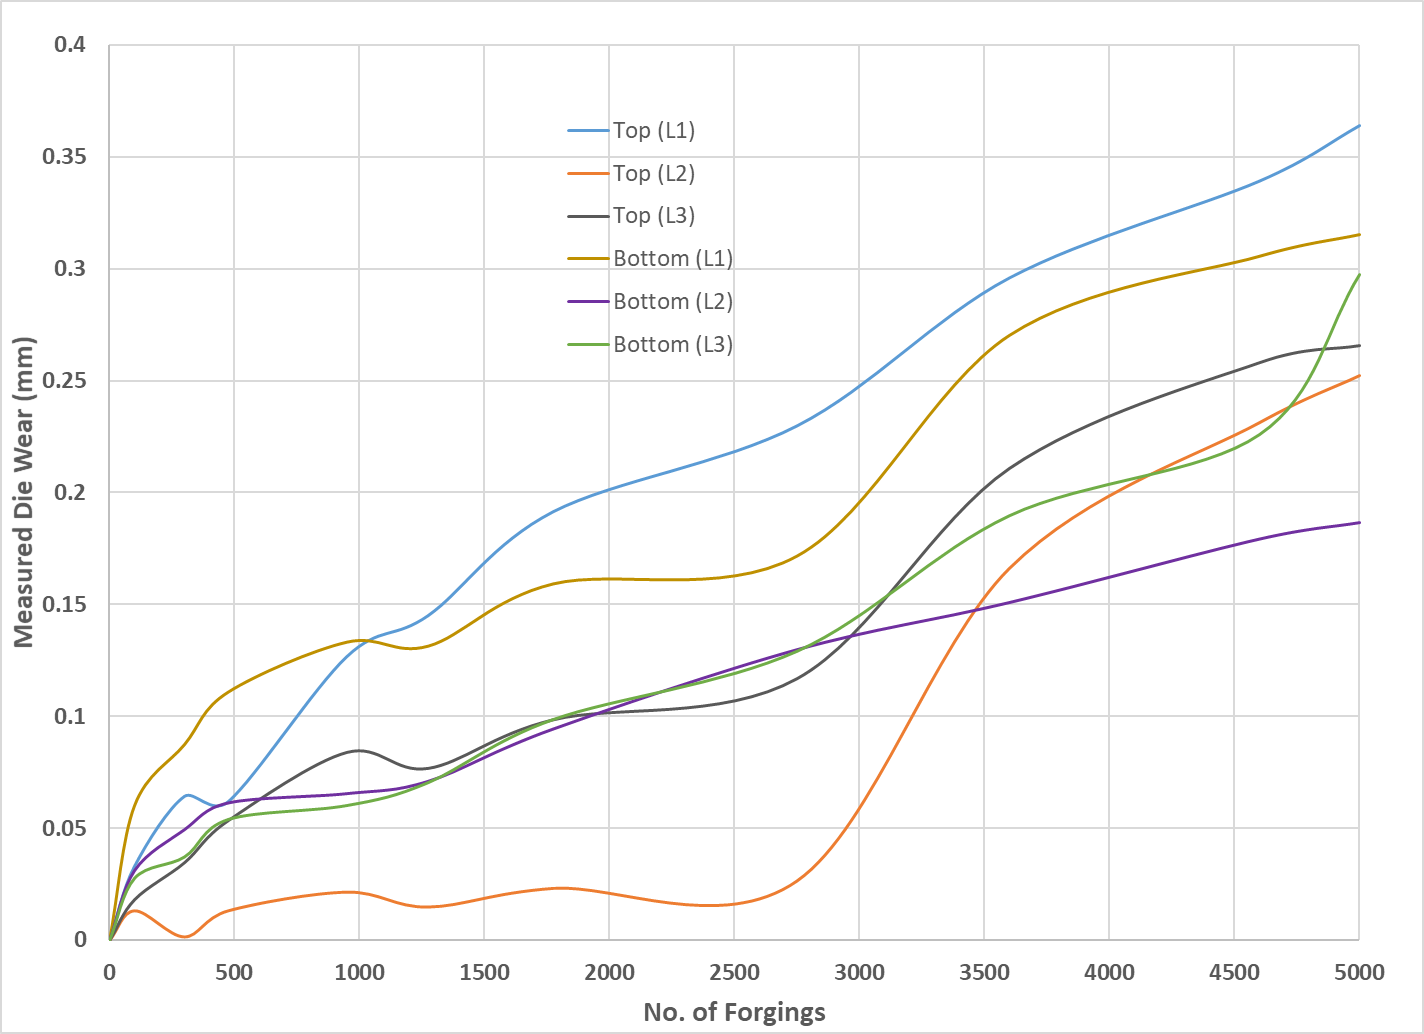 0.4
0.35
0.3
0.25
0.2
0.15
0.1
0.05
0
Measured Die Wear (mm)
Top (L1)
Top (L2)
Top (L3)
Bottom (L1)
Bottom (L2)
Bottom (L3)
0 500 1000 1500 2000 2500 3000 3500 4000 4500 5000
No. of Forgings